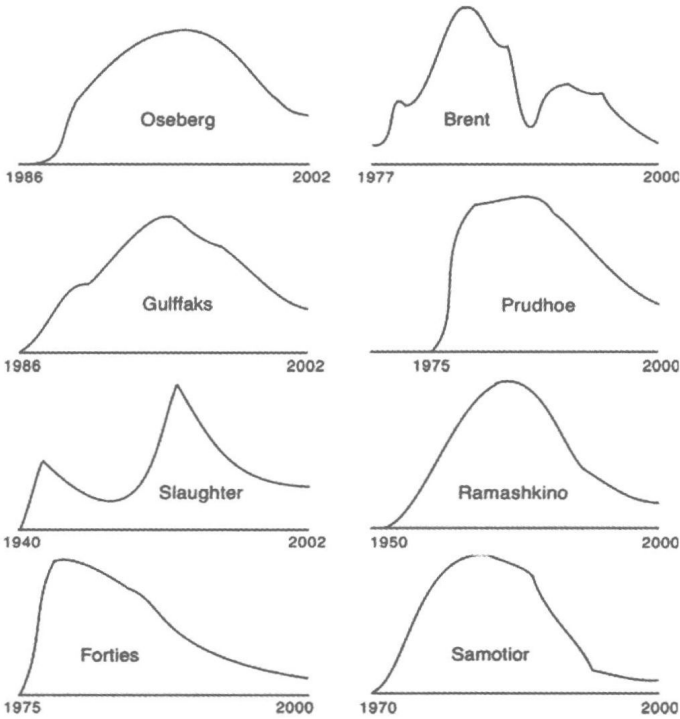 Oseberg
1986 2002
Brent
1977 2000
Gulffaks
1986 2002
Prudhoe
1975 2000
Slaughter
1940 2002
Ramashkino
1950 2000
Forties
1975 2000
Samotior
1970 2000